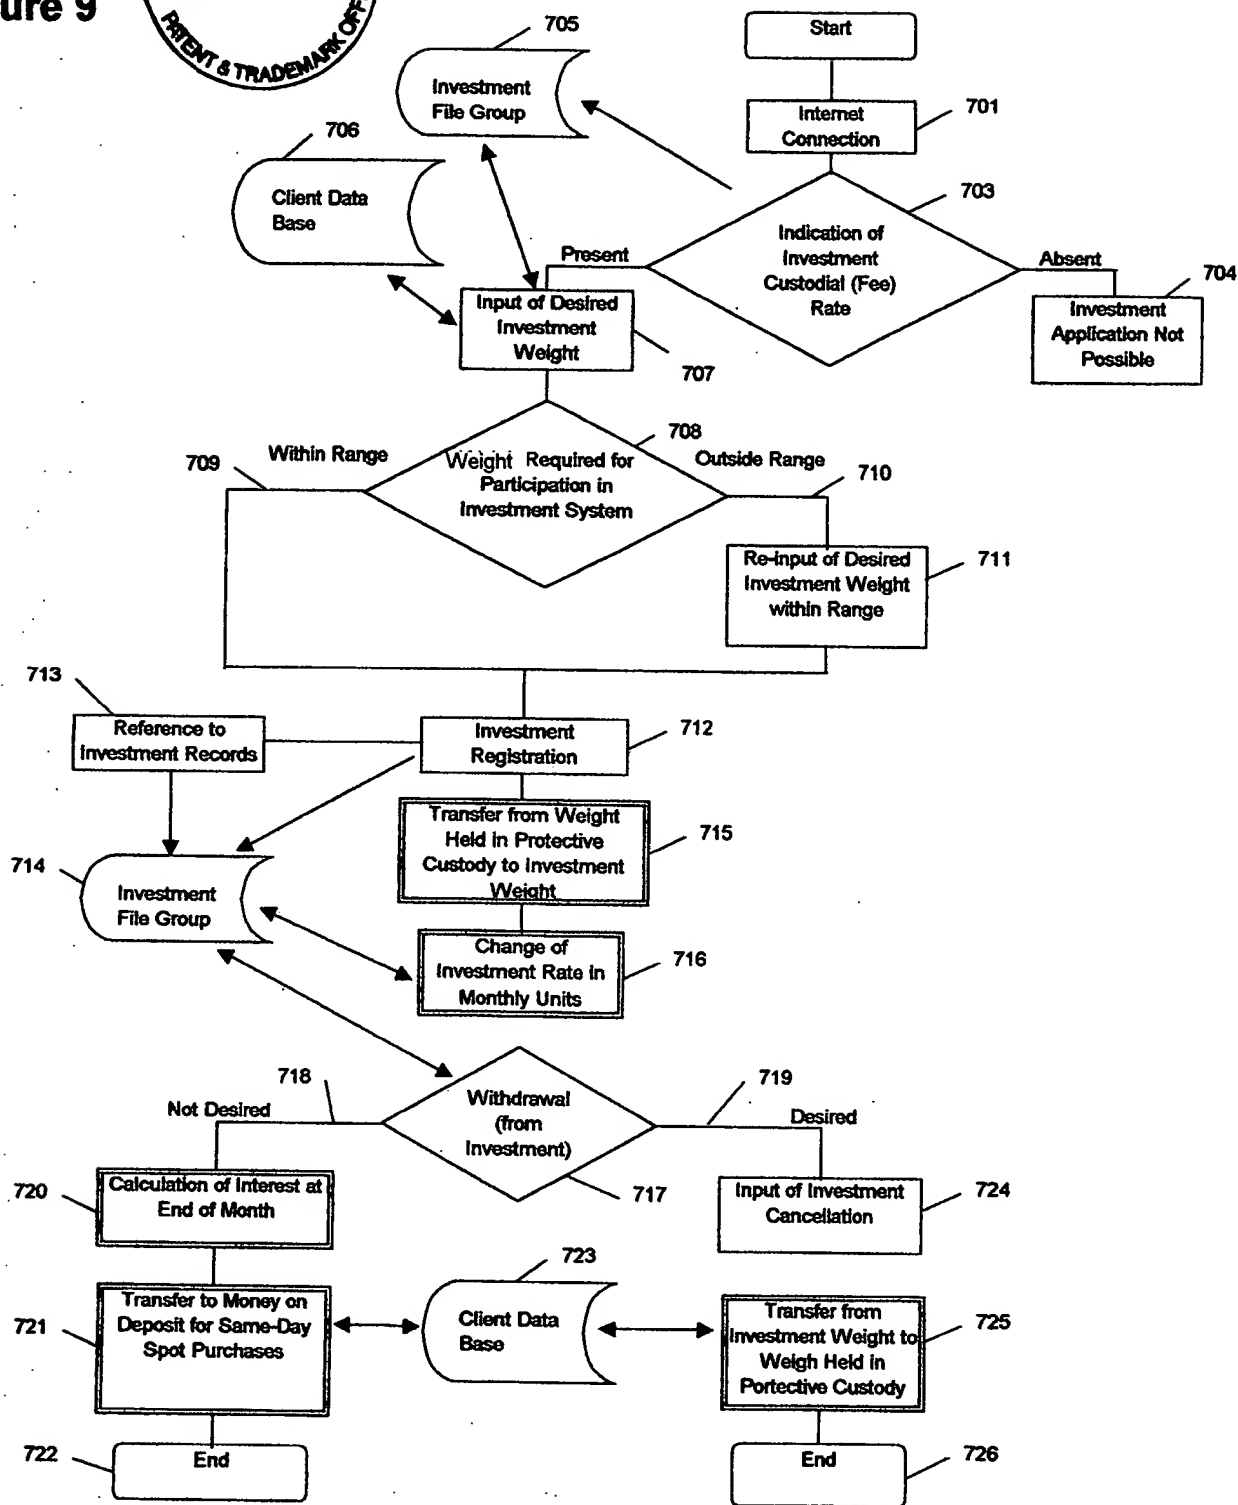 ure 9
PATENT & TRADEMARK OFF
Start
705
Investment
File Group
Internet
Connection
701
706
Client Data
Base
703
Indication of
Investment
Custodial (Fee)
Rate
Present
Absent
704
Investment
Application Not
Possible
Input of Desired
Investment
Weight
707
708
Within Range
709
Weight Required for
Participation in
Investment System
Outside Range
710
Re-input of Desired
Investment Weight
within Range
711
713
Reference to
Investment Records
Investment
Registration
712
Transfer from Weight
Held in Protective
Custody to Investment
Weight
715
714
Investment
File Group
Change of
Investment Rate in
Monthly Units
716
718
Not Desired
Withdrawal
(from
Investment)
719
Desired
717
720
Calculation of Interest at
End of Month
Input of Investment
Cancellation
724
721
Transfer to Money on
Deposit for Same-Day
Spot Purchases
723
Client Data
Base
Transfer from
Investment Weight to
Weigh Held in
Portective Custody
725
722
End
End
726